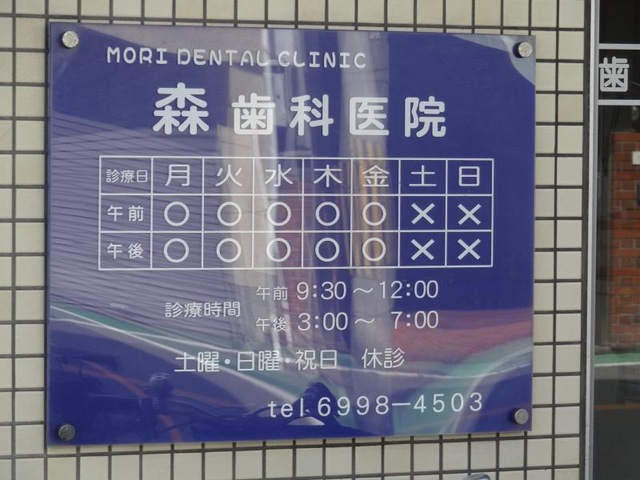 MORI DENTAL CLINIC
森歯科医院
診療日 月 火 水 木 金 土 日
午前 ○ ○ ○ ○ ○ × ×
午後 ○ ○ ○ ○ ○ × ×
診療時間
午前 9:30～12:00
午後 3:00～ 7:00
土曜・日曜・祝日 休診
tel 6998-4503
歯